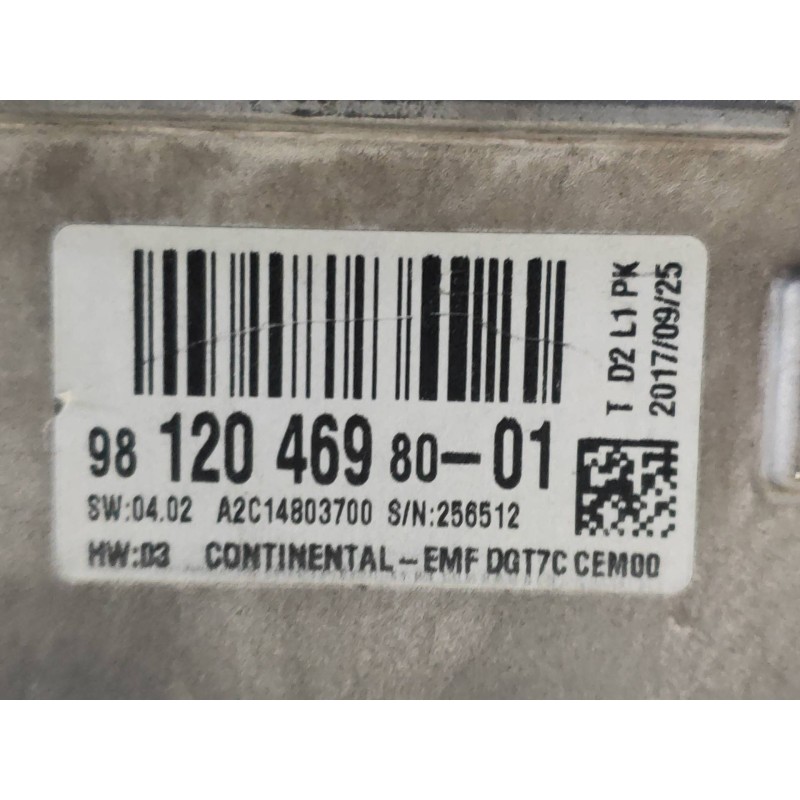 98 120 469 80-01
SW:04.02 A2C14803700 S/N:256512
HW:03 CONTINENTAL-EMF DGT7C CEM00
T D2 L1 PK
2017/09/25